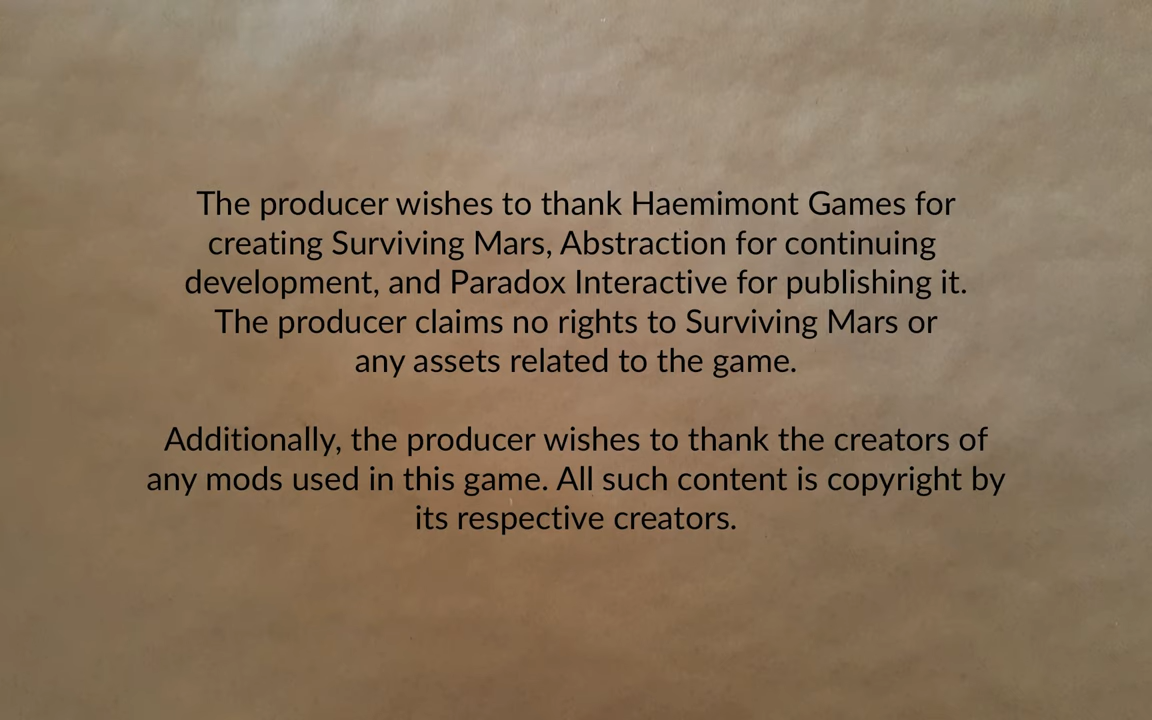 The producer wishes to thank Haemimont Games for
creating Surviving Mars, Abstraction for continuing
development, and Paradox Interactive for publishing it.
The producer claims no rights to Surviving Mars or
any assets related to the game.
Additionally, the producer wishes to thank the creators of
any mods used in this game. All such content is copyright by
its respective creators.